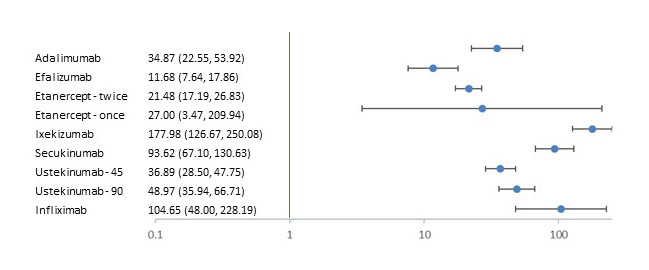 Adalimumab 34.87 (22.55, 53.92)
Efalizumab 11.68 (7.64, 17.86)
Etanercept - twice 21.48 (17.19, 26.83)
Etanercept - once 27.00 (3.47, 209.94)
Ixekizumab 177.98 (126.67, 250.08)
Secukinumab 93.62 (67.10, 130.63)
Ustekinumab - 45 36.89 (28.50, 47.75)
Ustekinumab - 90 48.97 (35.94, 66.71)
Infliximab 104.65 (48.00, 228.19)
0.1 1 10 100